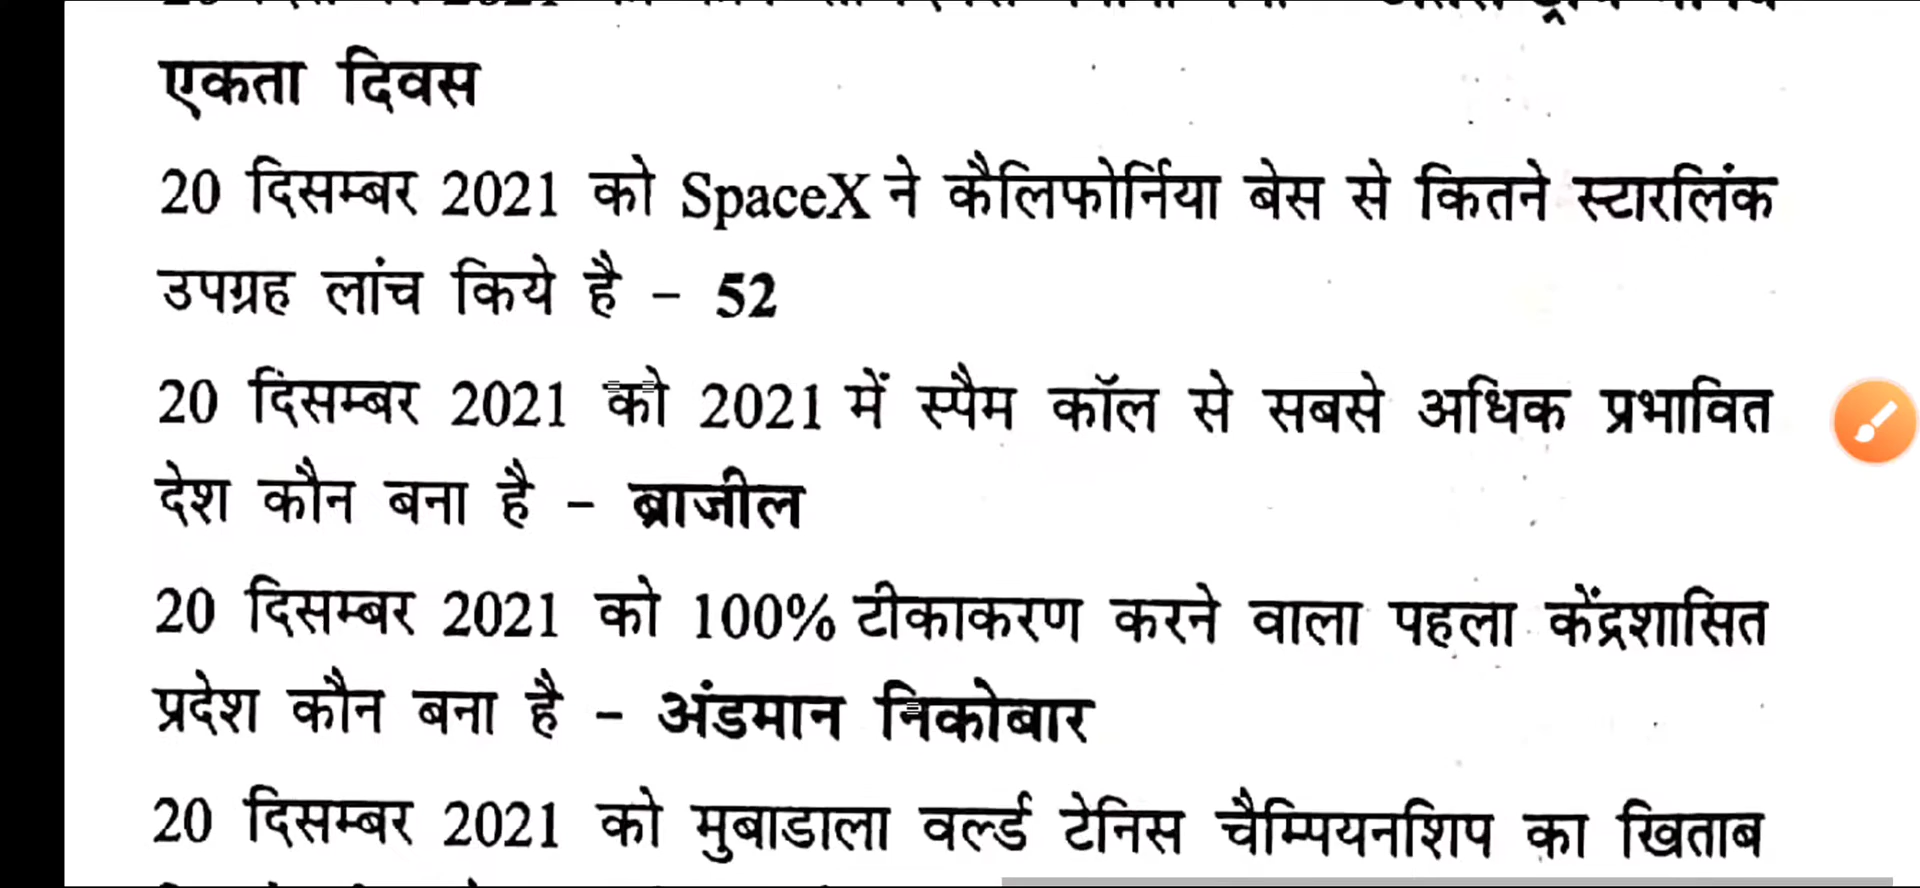 एकता दिवस
20 दिसम्बर 2021 को SpaceX ने कैलिफोर्निया बेस से कितने स्टारलिंक
उपग्रह लांच किये है - 52
20 दिसम्बर 2021 को 2021 में स्पैम कॉल से सबसे अधिक प्रभावित
देश कौन बना है - ब्राजील
20 दिसम्बर 2021 को 100% टीकाकरण करने वाला पहला केंद्रशासित
प्रदेश कौन बना है - अंडमान निकोबार
20 दिसम्बर 2021 को मुबाडाला वर्ल्ड टेनिस चैम्पियनशिप का खिताब